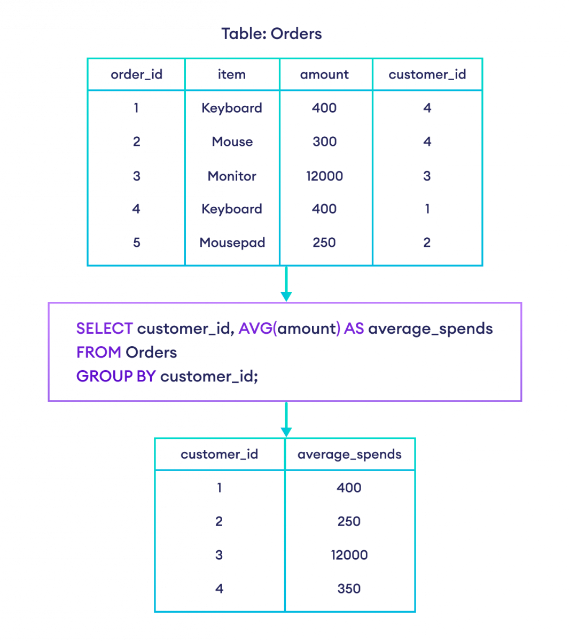 Table: Orders
order_id item amount customer_id
1 Keyboard 400 4
2 Mouse 300 4
3 Monitor 12000 3
4 Keyboard 400 1
5 Mousepad 250 2
SELECT customer_id, AVG(amount) AS average_spends
FROM Orders
GROUP BY customer_id;
customer_id average_spends
1 400
2 250
3 12000
4 350